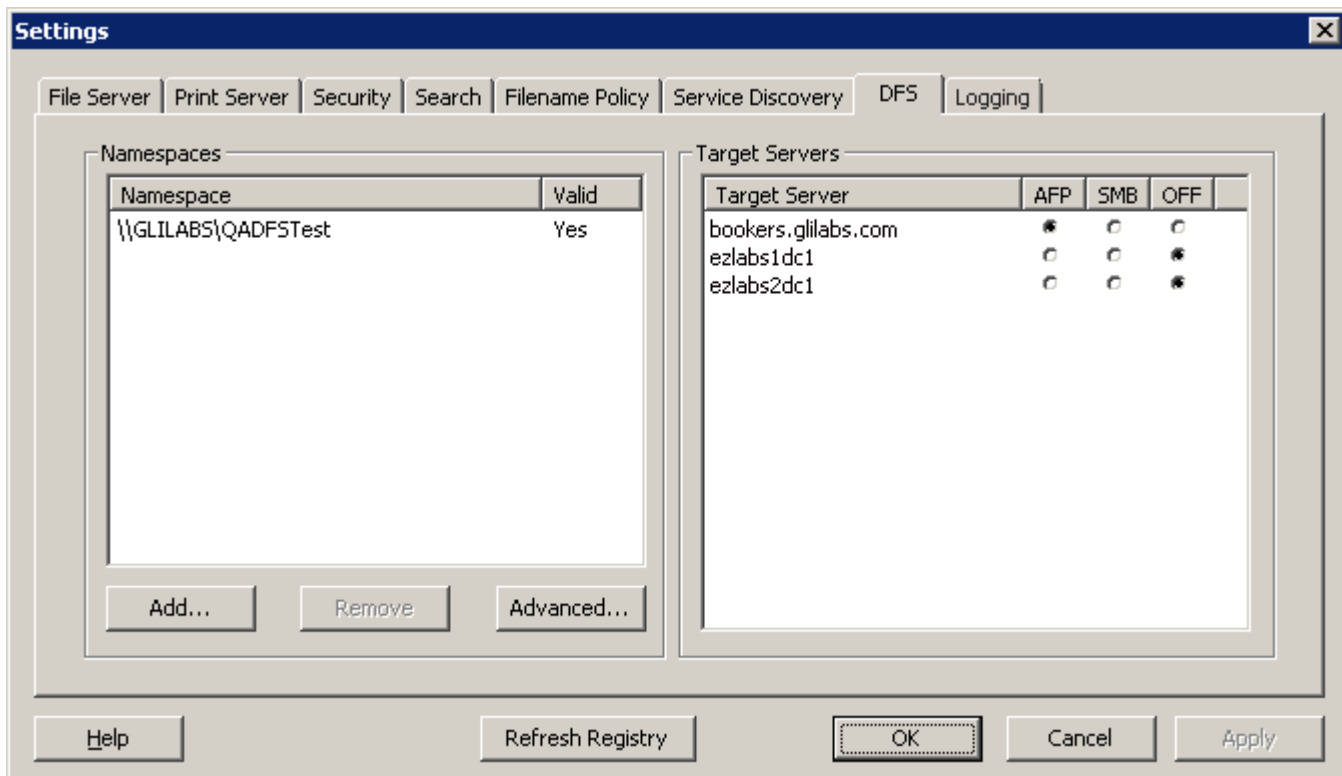 Settings
File Server Print Server Security Search Filename Policy Service Discovery DFS Logging
Namespaces
Namespace Valid
\\GLILABS\QADFSTest Yes
Add... Remove Advanced...
Target Servers
Target Server AFP SMB OFF
bookers.glilabs.com
ezlabs1dc1
ezlabs2dc1
Help Refresh Registry OK Cancel Apply